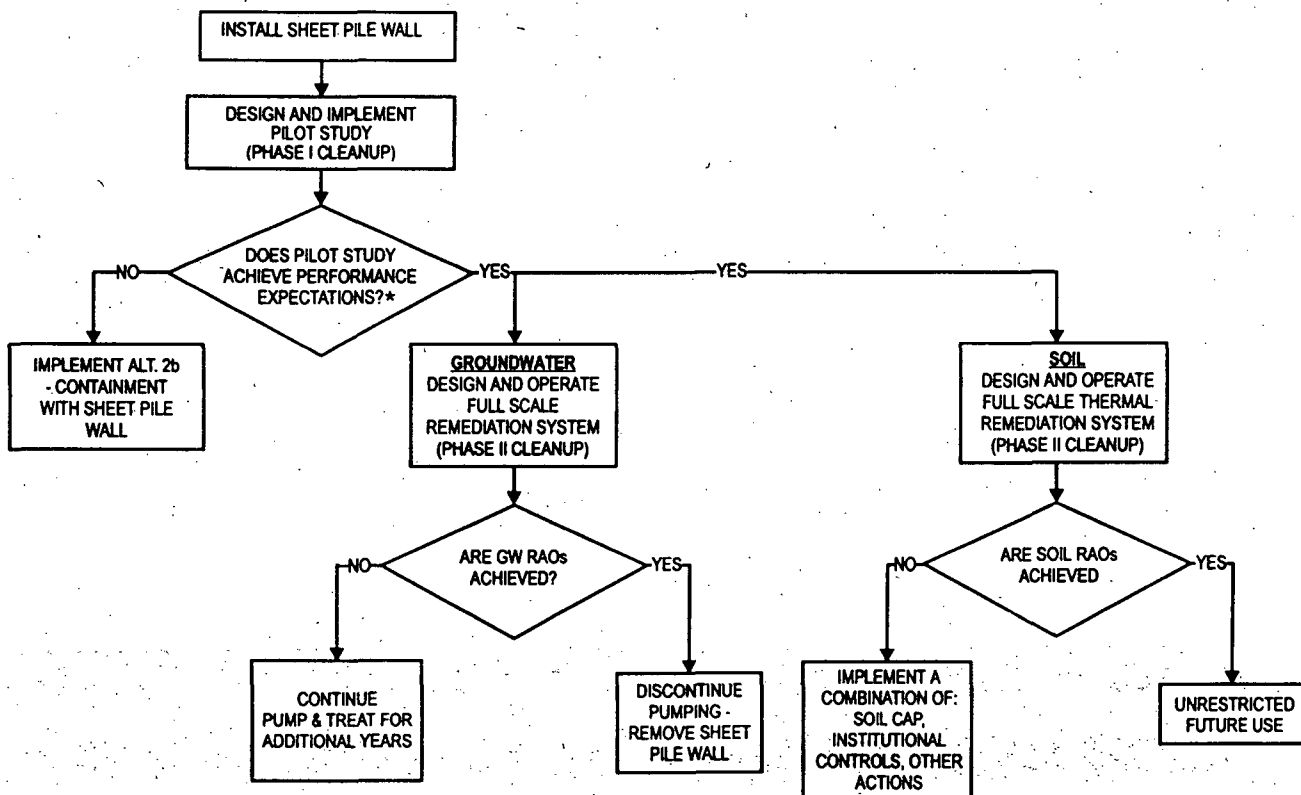 INSTALL SHEET PILE WALL
DESIGN AND IMPLEMENT
PILOT STUDY
(PHASE I CLEANUP)
DOES PILOT STUDY
ACHIEVE PERFORMANCE
EXPECTATIONS?*
NO
YES
YES
IMPLEMENT ALT. 2b
- CONTAINMENT
WITH SHEET PILE
WALL
GROUNDWATER
DESIGN AND OPERATE
FULL SCALE
REMEDIATION SYSTEM
(PHASE II CLEANUP)
SOIL
DESIGN AND OPERATE
FULL SCALE THERMAL
REMEDIATION SYSTEM
(PHASE II CLEANUP)
NO
ARE GW RAOs
ACHIEVED?
YES
NO
ARE SOIL RAOs
ACHIEVED
YES
CONTINUE
PUMP & TREAT FOR
ADDITIONAL YEARS
DISCONTINUE
PUMPING -
REMOVE SHEET
PILE WALL
IMPLEMENT A
COMBINATION OF:
SOIL CAP,
INSTITUTIONAL
CONTROLS, OTHER
ACTIONS
UNRESTRICTED
FUTURE USE